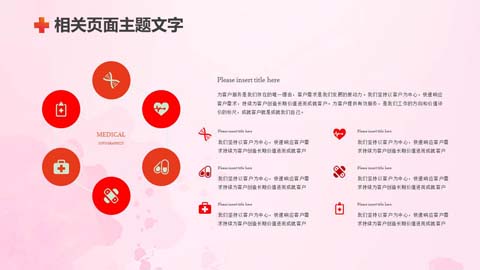 相关页面主题文字
MEDICAL
INFOGRAPHICS
Please insert title here
为客户服务是我们存在的唯一理由，客户需求是我们发展的原动力。我们坚持以客户为中心，快速响应
客户需求，持续为客户创造长期价值进而成就客户。为客户提供有效服务，是我们工作的方向和价值评
价的标尺，成就客户就是成就我们自己。
Please insert title here
我们坚持以客户为中心，快速响应客户需
求持续为客户创造长期价值进而成就客户
Please insert title here
我们坚持以客户为中心，快速响应客户需
求持续为客户创造长期价值进而成就客户
Please insert title here
我们坚持以客户为中心，快速响应客户需
求持续为客户创造长期价值进而成就客户
Please insert title here
我们坚持以客户为中心，快速响应客户需
求持续为客户创造长期价值进而成就客户
Please insert title here
我们坚持以客户为中心，快速响应客户需
求持续为客户创造长期价值进而成就客户
Please insert title here
我们坚持以客户为中心，快速响应客户需
求持续为客户创造长期价值进而成就客户